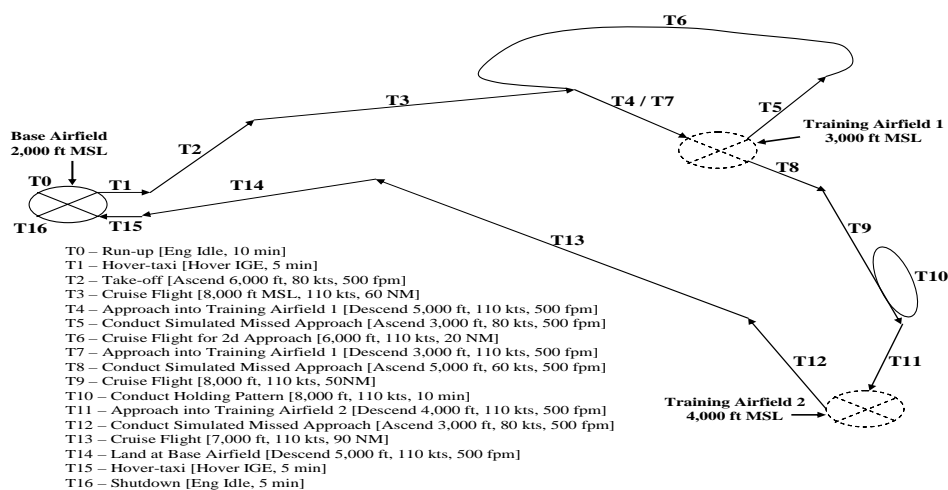 T6
T3
T4 / T7
T5
Base Airfield
2,000 ft MSL
Training Airfield 1
3,000 ft MSL
T2
T8
T0
T1
T14
T16
T15
T9
T13
T10
T0 – Run-up [Eng Idle, 10 min]
T1 – Hover-taxi [Hover IGE, 5 min]
T2 – Take-off [Ascend 6,000 ft, 80 kts, 500 fpm]
T3 – Cruise Flight [8,000 ft MSL, 110 kts, 60 NM]
T4 – Approach into Training Airfield 1 [Descend 5,000 ft, 110 kts, 500 fpm]
T5 – Conduct Simulated Missed Approach [Ascend 3,000 ft, 80 kts, 500 fpm]
T6 – Cruise Flight for 2d Approach [6,000 ft, 110 kts, 20 NM]
T7 – Approach into Training Airfield 1 [Descend 3,000 ft, 110 kts, 500 fpm]
T8 – Conduct Simulated Missed Approach [Ascend 5,000 ft, 60 kts, 500 fpm]
T9 – Cruise Flight [8,000 ft, 110 kts, 50NM]
T10 – Conduct Holding Pattern [8,000 ft, 110 kts, 10 min]
T11 – Approach into Training Airfield 2 [Descend 4,000 ft, 110 kts, 500 fpm]
T12 – Conduct Simulated Missed Approach [Ascend 3,000 ft, 80 kts, 500 fpm]
T13 – Cruise Flight [7,000 ft, 110 kts, 90 NM]
T14 – Land at Base Airfield [Descend 5,000 ft, 110 kts, 500 fpm]
T15 – Hover-taxi [Hover IGE, 5 min]
T16 – Shutdown [Eng Idle, 5 min]
T12
T11
Training Airfield 2
4,000 ft MSL